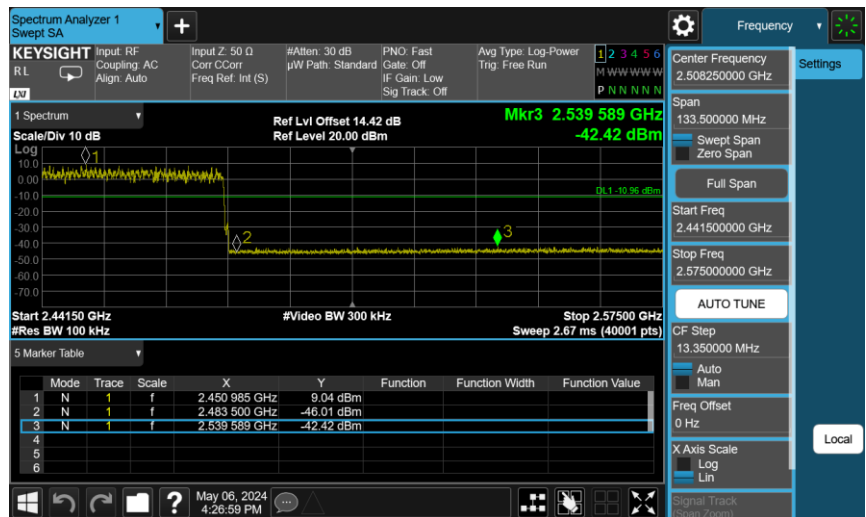 Spectrum Analyzer 1
Swept SA
+
Frequency
KEYSIGHT
RL
LXI
Input: RF
Coupling: AC
Align: Auto
Input Z: 50 Ω
Corr CCorr
Freq Ref: Int (S)
#Atten: 30 dB
µW Path: Standard
PNO: Fast
Gate: Off
IF Gain: Low
Sig Track: Off
Avg Type: Log-Power
Trig: Free Run
1 2 3 4 5 6
M W W W W W
P N N N N N
1 Spectrum
Scale/Div 10 dB
Ref Lvl Offset 14.42 dB
Ref Level 20.00 dBm
Mkr3 2.539 589 GHz
-42.42 dBm
Log
10.0
0.00
-10.0
-20.0
-30.0
-40.0
-50.0
-60.0
-70.0
1
2
3
DL1 -10.96 dBm
Start 2.44150 GHz
#Res BW 100 kHz
#Video BW 300 kHz
Stop 2.57500 GHz
Sweep 2.67 ms (40001 pts)
5 Marker Table
Mode Trace Scale X Y Function Function Width Function Value
1 N 1 f 2.450 985 GHz 9.04 dBm
2 N 1 f 2.483 500 GHz -46.01 dBm
3 N 1 f 2.539 589 GHz -42.42 dBm
4
5
6
Center Frequency
2.508250000 GHz
Span
133.500000 MHz
Swept Span
Zero Span
Full Span
Start Freq
2.441500000 GHz
Stop Freq
2.575000000 GHz
AUTO TUNE
CF Step
13.350000 MHz
Auto
Man
Freq Offset
0 Hz
X Axis Scale
Log
Lin
Signal Track
(Span Zoom)
Settings
Local
?
May 06, 2024
4:26:59 PM